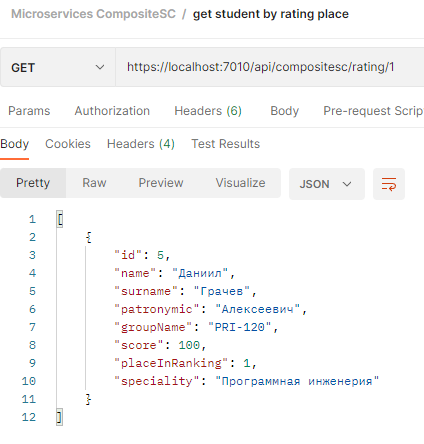 Microservices CompositeSC / get student by rating place
GET https://localhost:7010/api/compositesc/rating/1
Params Authorization Headers (6) Body Pre-request Scrip
Body Cookies Headers (4) Test Results
Pretty Raw Preview Visualize JSON
1 [
2 {
3 "id": 5,
4 "name": "Даниил",
5 "surname": "Грачев",
6 "patronymic": "Алексеевич",
7 "groupName": "PRI-120",
8 "score": 100,
9 "placeInRanking": 1,
10 "speciality": "Программная инженерия"
11 }
12 ]